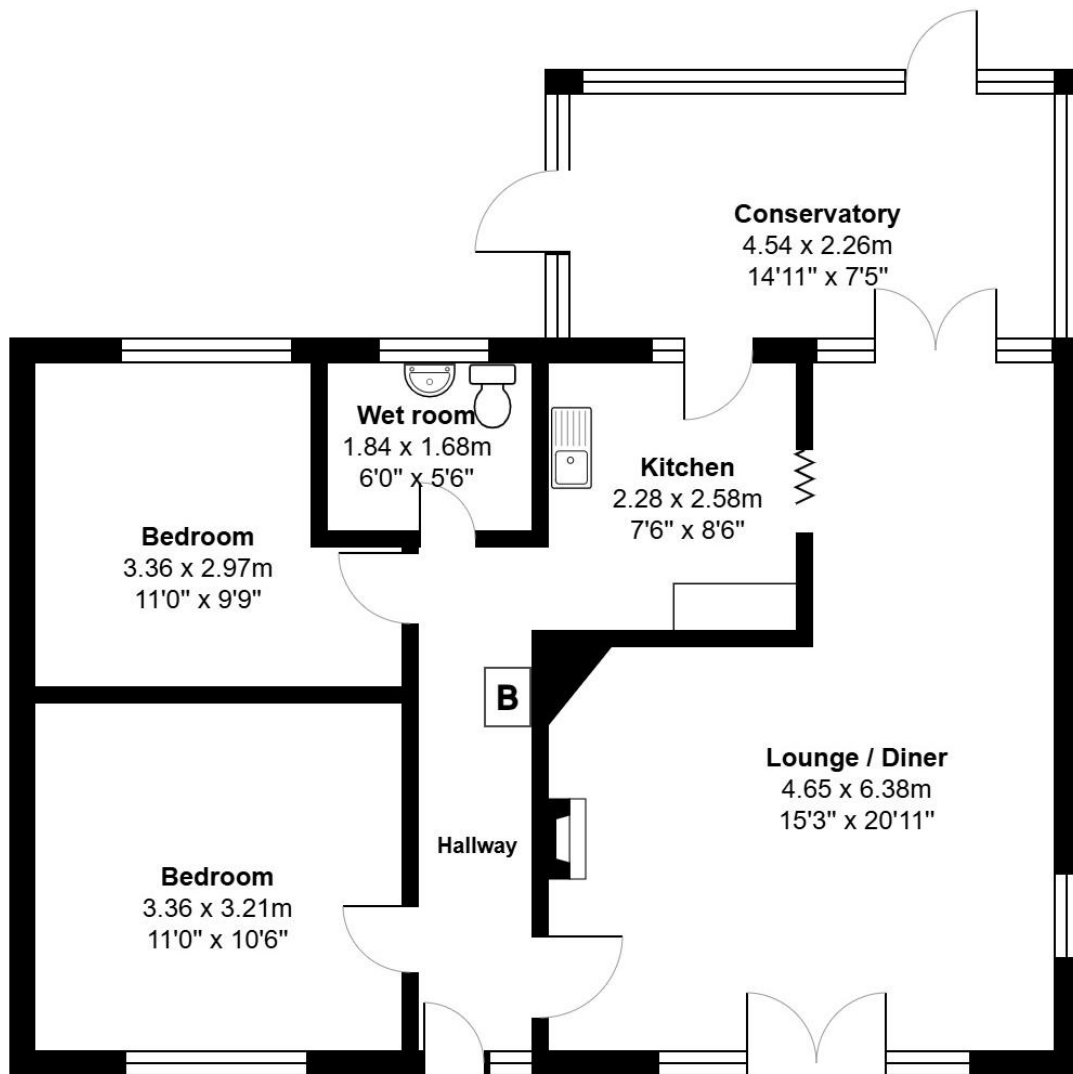 Conservatory
4.54 x 2.26m
14'11" x 7'5"
Wet room
1.84 x 1.68m
6'0" x 5'6"
Kitchen
2.28 x 2.58m
7'6" x 8'6"
Bedroom
3.36 x 2.97m
11'0" x 9'9"
B
Lounge / Diner
4.65 x 6.38m
15'3" x 20'11"
Hallway
Bedroom
3.36 x 3.21m
11'0" x 10'6"